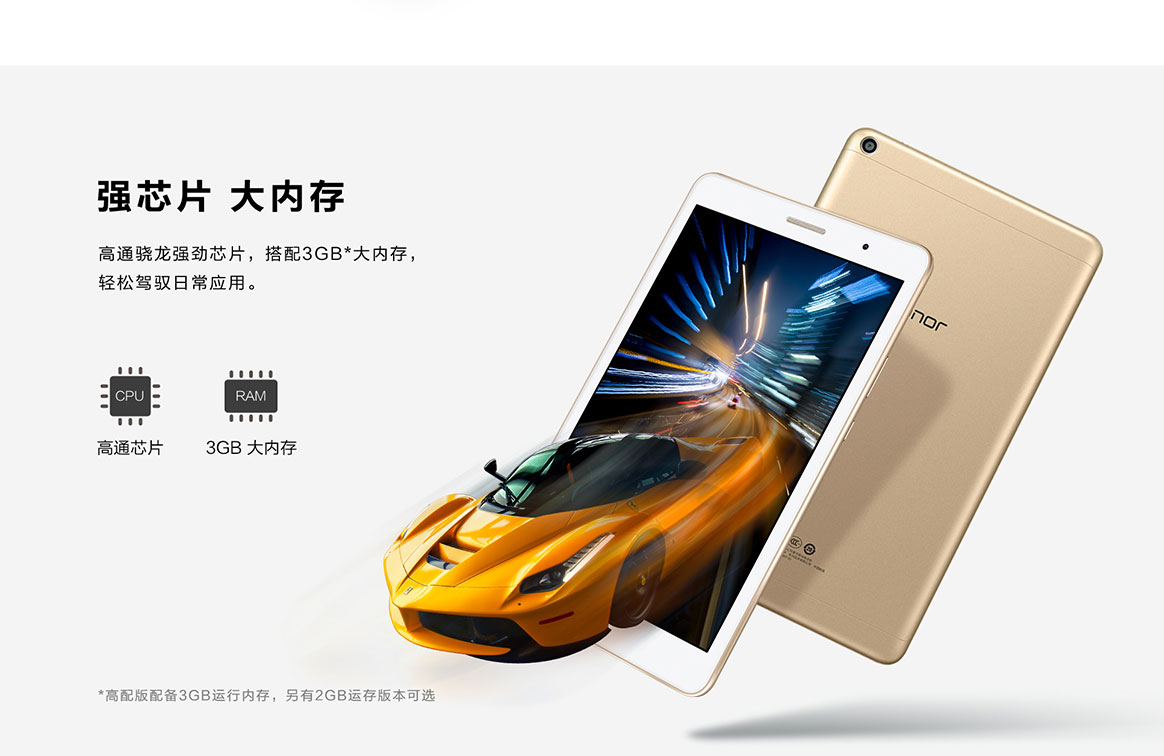 强芯片 大内存
高通骁龙强劲芯片，搭配3GB*大内存，
轻松驾驭日常应用。
CPU
RAM
高通芯片
3GB 大内存
nor
*高配版配备3GB运行内存，另有2GB运存版本可选